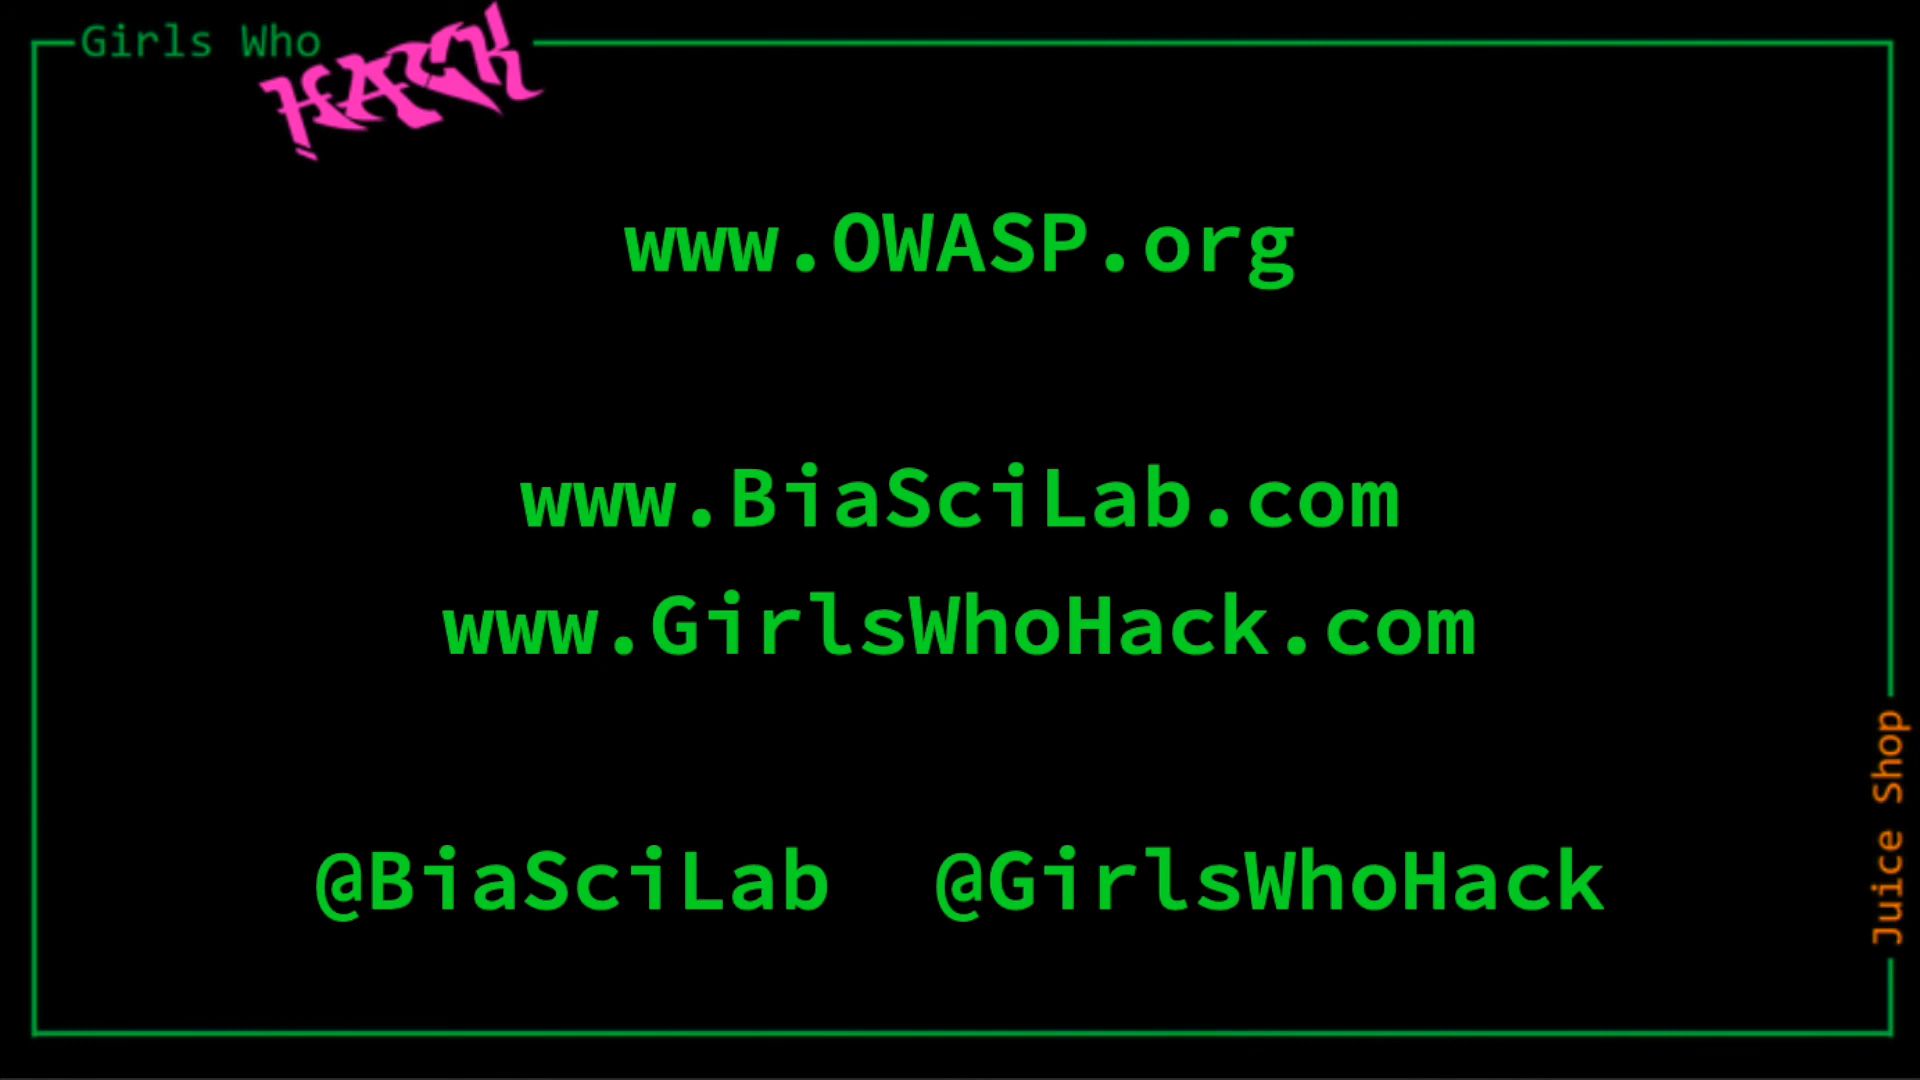 Girls Who HACK
www.OWASP.org
www.BiaSciLab.com
www.GirlsWhoHack.com
@BiaSciLab @GirlsWhoHack
Juice Shop